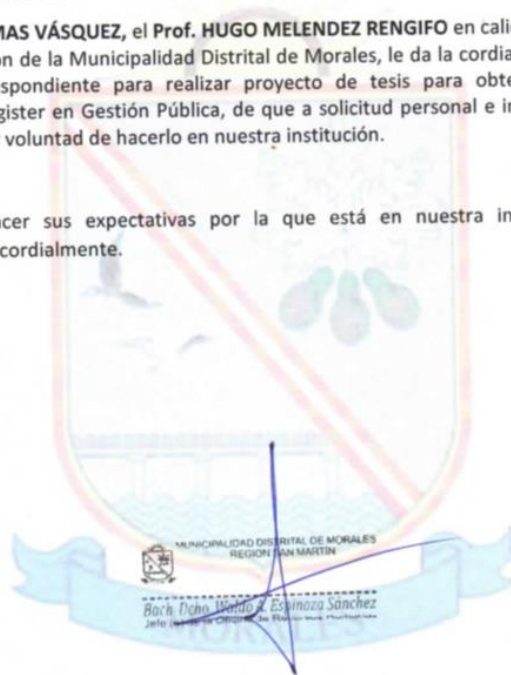 MAS VÁSQUEZ, el Prof. HUGO MELENDEZ RENGIFO en cali
n de la Municipalidad Distrital de Morales, le da la cordia
spondiente para realizar proyecto de tesis para obte
gister en Gestión Pública, de que a solicitud personal e i
voluntad de hacerlo en nuestra institución.
cer sus expectativas por la que está en nuestra in
cordialmente.
MUNICIPALIDAD DISTRITAL DE MORALES
REGION SAN MARTIN
Bach. Dcho. Waldo A. Espinoza Sánchez
Jefe
MORALES